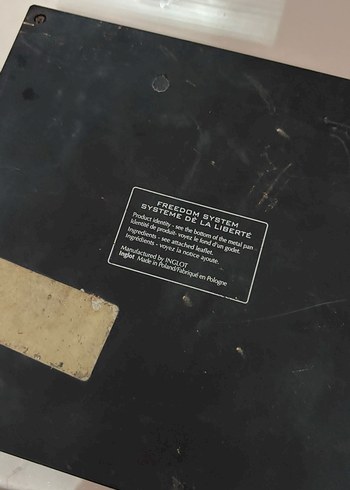 FREEDOM SYSTEM
SYSTEME DE LA LIBERTÉ
Product identity - see the bottom of the metal pan
Identité de produit- voyez le fond d'un godet.
Ingredients - see attached leaflet.
Ingrédients - voyez la notice ajoute.
Manufactured by INGLOT
Inglot Made in Poland/Fabriqué en Pologne